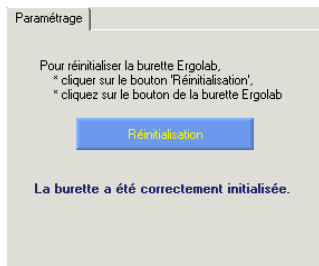 Paramétrage
Pour réinitialiser la burette Ergolab,
* cliquer sur le bouton 'Réinitialisation',
* cliquez sur le bouton de la burette Ergolab
Réinitialisation
La burette a été correctement initialisée.